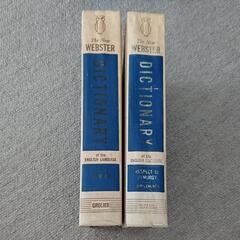 The New
WEBSTER
DICTIONARY
of the
ENGLISH LANGUAGE
GROLIER
The New
WEBSTER
DICTIONARY
of the
ENGLISH LANGUAGE